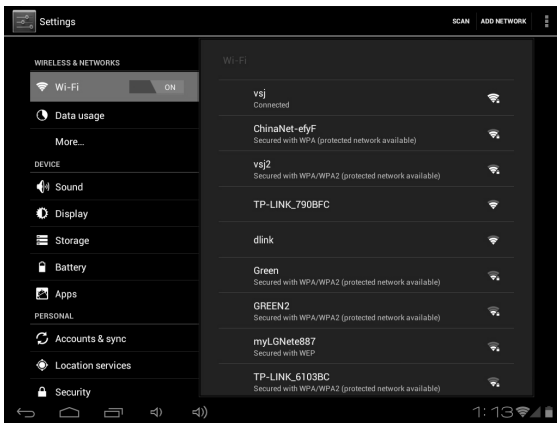 Settings
SCAN ADD NETWORK
WIRELESS & NETWORKS
Wi-Fi ON
Data usage
More...
DEVICE
Sound
Display
Storage
Battery
Apps
PERSONAL
Accounts & sync
Location services
Security
Wi-Fi
vsj
Connected
ChinaNet-efyF
Secured with WPA (protected network available)
vsj2
Secured with WPA/WPA2 (protected network available)
TP-LINK_790BFC
dlink
Green
Secured with WPA/WPA2 (protected network available)
GREEN2
Secured with WPA/WPA2 (protected network available)
myLGNete887
Secured with WEP
TP-LINK_6103BC
Secured with WPA/WPA2 (protected network available)
1:13